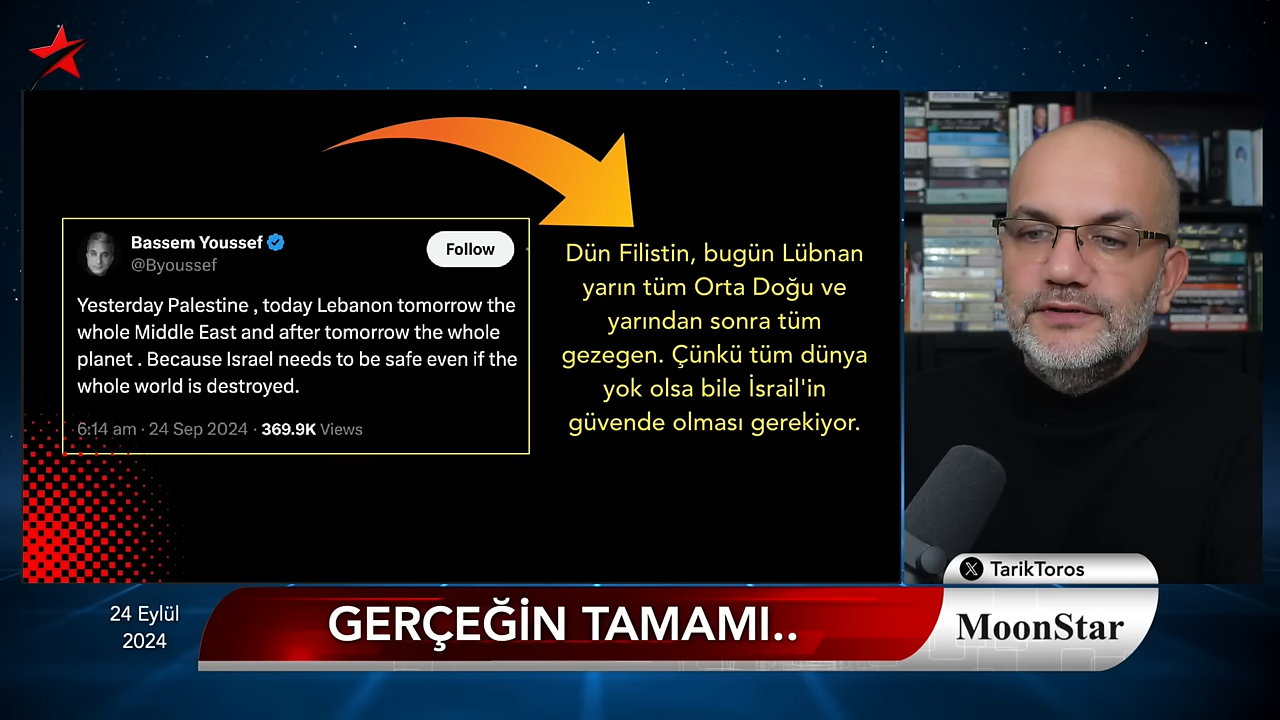 Bassem Youssef
@Byoussef
Follow
Yesterday Palestine , today Lebanon tomorrow the
whole Middle East and after tomorrow the whole
planet . Because Israel needs to be safe even if the
whole world is destroyed.
6:14 am · 24 Sep 2024 · 369.9K Views
Dün Filistin, bugün Lübnan
yarın tüm Orta Doğu ve
yarından sonra tüm
gezegen. Çünkü tüm dünya
yok olsa bile İsrail'in
güvende olması gerekiyor.
X TarikToros
24 Eylül
2024
GERÇEĞİN TAMAMI..
MoonStar